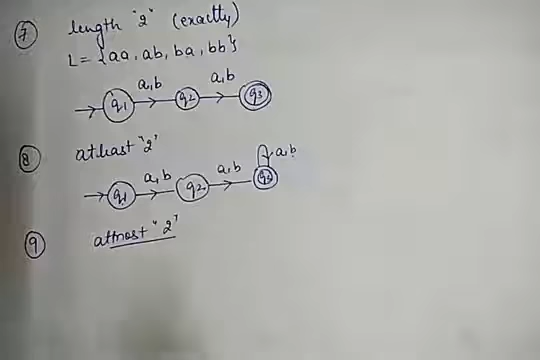 ⑦ length "2" (exactly)
L = {aa, ab, ba, bb}
a,b a,b
q1 q2 q3
⑧ atleast "2"
a,b a,b a,b
q1 q2 q3
⑨ atmost "2"